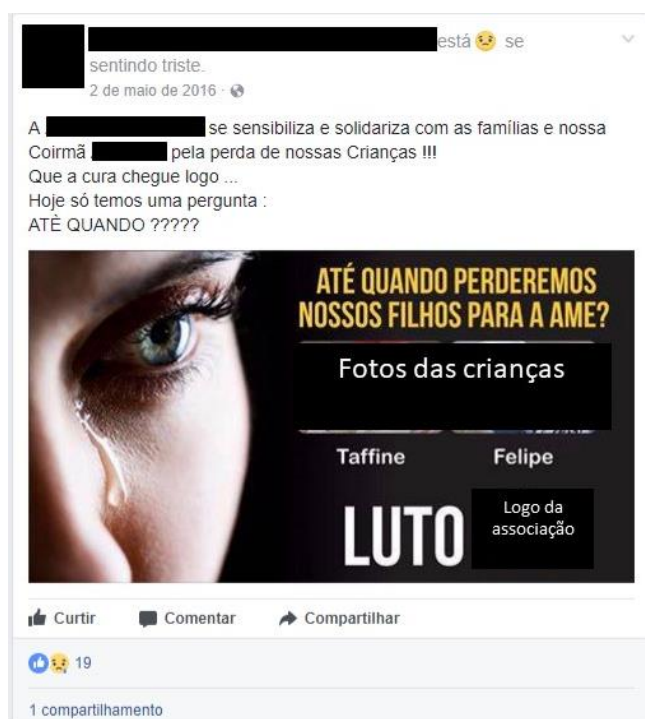 está se
sentindo triste.
2 de maio de 2016 ·
A se sensibiliza e solidariza com as famílias e nossa
Coirmã pela perda de nossas Crianças !!!
Que a cura chegue logo ...
Hoje só temos uma pergunta :
ATÈ QUANDO ?????
ATÉ QUANDO PERDEREMOS
NOSSOS FILHOS PARA A AME?
Fotos das crianças
Taffine Felipe
LUTO
Logo da
associação
Curtir Comentar Compartilhar
19
1 compartilhamento